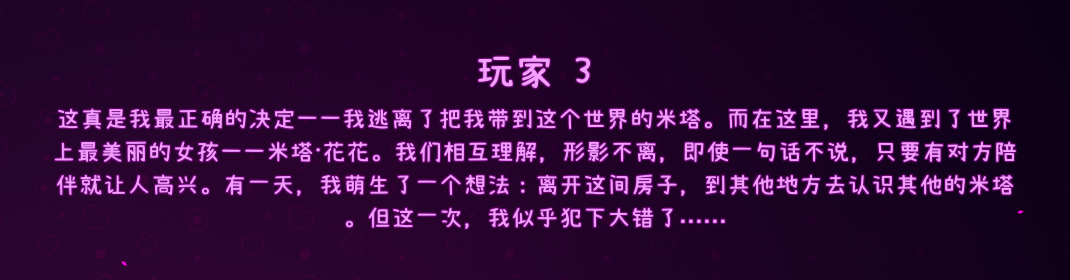 玩家 3
这真是我最正确的决定一一我逃离了把我带到这个世界的米塔。而在这里，我又遇到了世界
上最美丽的女孩一一米塔·花花。我们相互理解，形影不离，即使一句话不说，只要有对方陪
伴就让人高兴。有一天，我萌生了一个想法：离开这间房子，到其他地方去认识其他的米塔
。但这一次，我似乎犯下大错了……